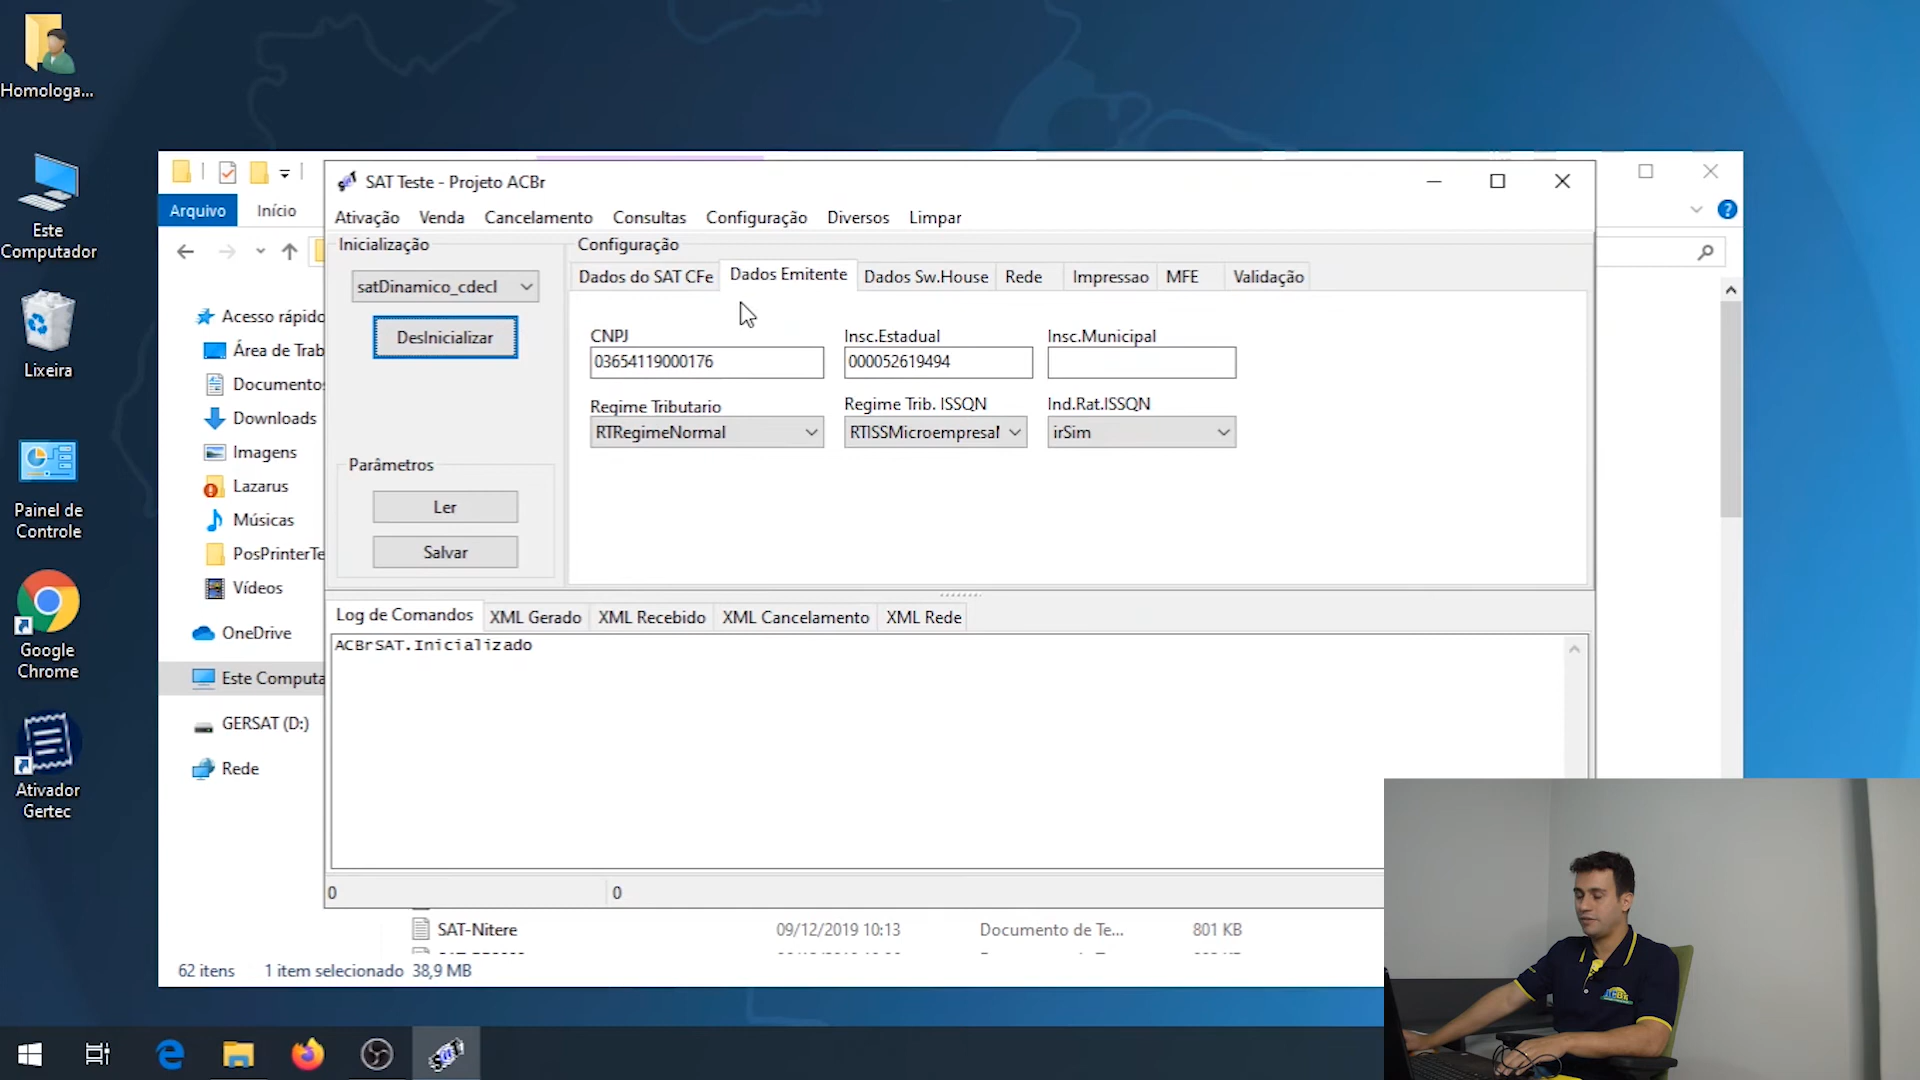 Homologa...
Este
Computador
Lixeira
Painel de
Controle
Google
Chrome
Ativador
Gertec
Arquivo
Início
Acesso rápido
Área de Trab
Documentos
Downloads
Imagens
Lazarus
Músicas
PosPrinterTe
Vídeos
OneDrive
Este Computa
GERSAT (D:)
Rede
SAT Teste - Projeto ACBr
Ativação Venda Cancelamento Consultas Configuração Diversos Limpar
Inicialização
satDinamico_cdecl
DesInicializar
Parâmetros
Ler
Salvar
Configuração
Dados do SAT CFe Dados Emitente Dados Sw.House Rede Impressao MFE Validação
CNPJ Insc.Estadual Insc.Municipal
03654119000176 000052619494
Regime Tributario Regime Trib. ISSQN Ind.Rat.ISSQN
RTRegimeNormal RTISSMicroempresaM irSim
Log de Comandos XML Gerado XML Recebido XML Cancelamento XML Rede
ACBrSAT.Inicializado
0 0
SAT-Nitere 09/12/2019 10:13 Documento de Te... 801 KB
62 itens 1 item selecionado 38,9 MB
ACBr